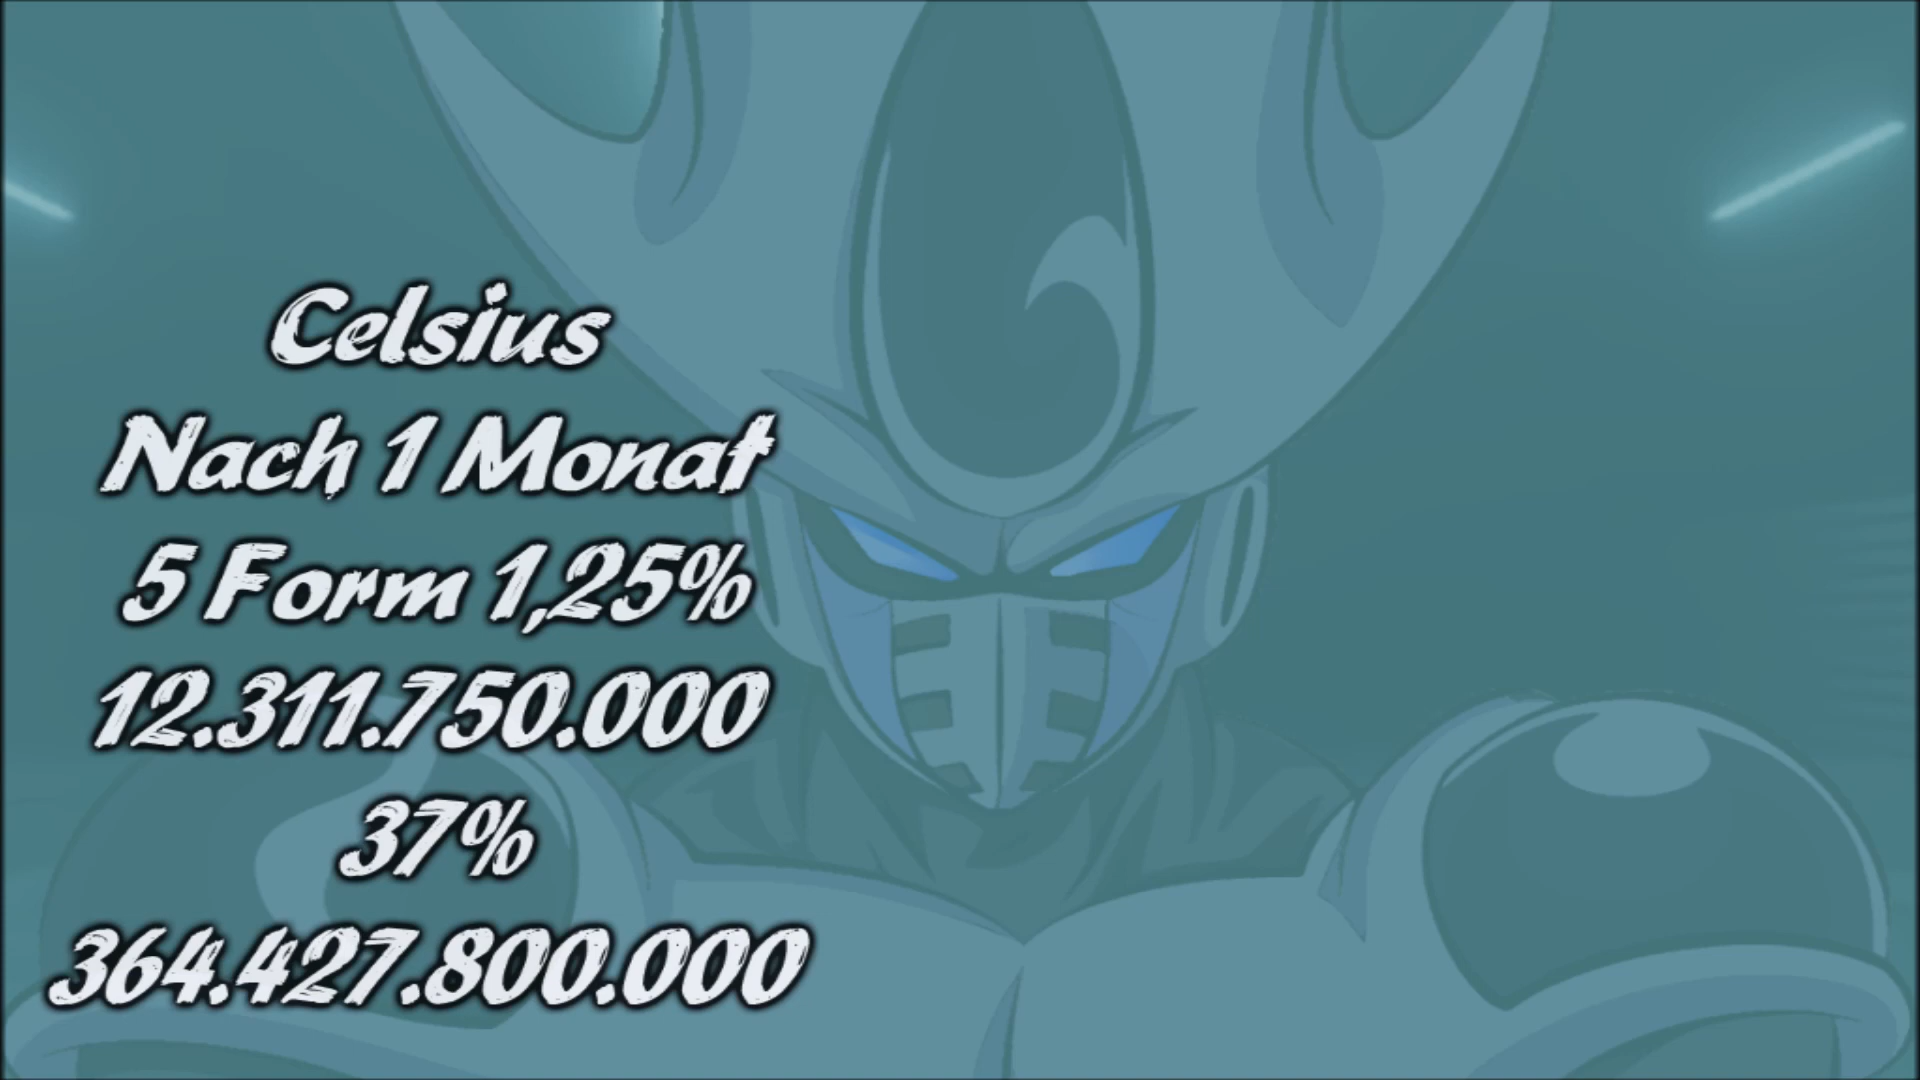 Celsius
Nach 1 Monat
5 Form 1,25%
12.311.750.000
37%
364.427.800.000